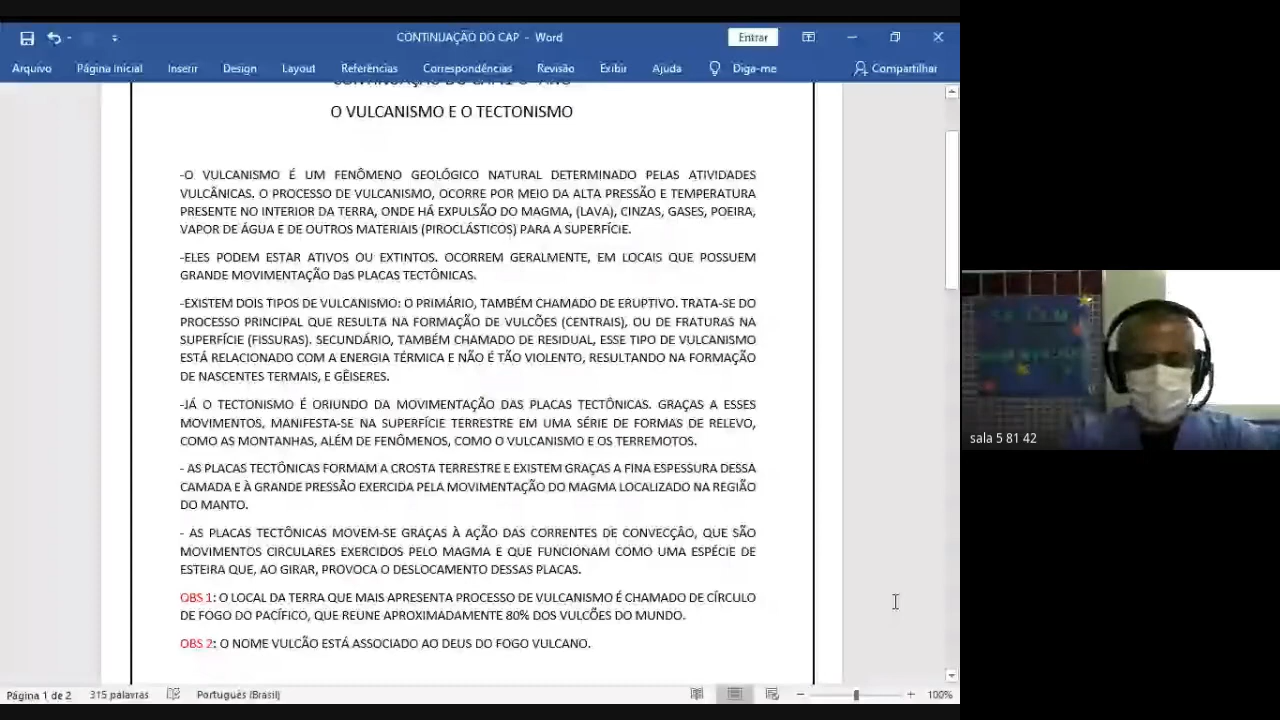 CONTINUAÇÃO DO CAP - Word
Entrar
Arquivo Página Inicial Inserir Design Layout Referências Correspondências Revisão Exibir Ajuda Diga-me Compartilhar
O VULCANISMO E O TECTONISMO
-O VULCANISMO É UM FENÔMENO GEOLÓGICO NATURAL DETERMINADO PELAS ATIVIDADES
VULCÂNICAS. O PROCESSO DE VULCANISMO, OCORRE POR MEIO DA ALTA PRESSÃO E TEMPERATURA
PRESENTE NO INTERIOR DA TERRA, ONDE HÁ EXPULSÃO DO MAGMA, (LAVA), CINZAS, GASES, POEIRA,
VAPOR DE ÁGUA E DE OUTROS MATERIAIS (PIROCLÁSTICOS) PARA A SUPERFÍCIE.
-ELES PODEM ESTAR ATIVOS OU EXTINTOS. OCORREM GERALMENTE, EM LOCAIS QUE POSSUEM
GRANDE MOVIMENTAÇÃO DaS PLACAS TECTÔNICAS.
-EXISTEM DOIS TIPOS DE VULCANISMO: O PRIMÁRIO, TAMBÉM CHAMADO DE ERUPTIVO. TRATA-SE DO
PROCESSO PRINCIPAL QUE RESULTA NA FORMAÇÃO DE VULCÕES (CENTRAIS), OU DE FRATURAS NA
SUPERFÍCIE (FISSURAS). SECUNDÁRIO, TAMBÉM CHAMADO DE RESIDUAL, ESSE TIPO DE VULCANISMO
ESTÁ RELACIONADO COM A ENERGIA TÉRMICA E NÃO É TÃO VIOLENTO, RESULTANDO NA FORMAÇÃO
DE NASCENTES TERMAIS, E GÊISERES.
-JÁ O TECTONISMO É ORIUNDO DA MOVIMENTAÇÃO DAS PLACAS TECTÔNICAS. GRAÇAS A ESSES
MOVIMENTOS, MANIFESTA-SE NA SUPERFÍCIE TERRESTRE EM UMA SÉRIE DE FORMAS DE RELEVO,
COMO AS MONTANHAS, ALÉM DE FENÔMENOS, COMO O VULCANISMO E OS TERREMOTOS.
- AS PLACAS TECTÔNICAS FORMAM A CROSTA TERRESTRE E EXISTEM GRAÇAS A FINA ESPESSURA DESSA
CAMADA E À GRANDE PRESSÃO EXERCIDA PELA MOVIMENTAÇÃO DO MAGMA LOCALIZADO NA REGIÃO
DO MANTO.
- AS PLACAS TECTÔNICAS MOVEM-SE GRAÇAS À AÇÃO DAS CORRENTES DE CONVECÇÃO, QUE SÃO
MOVIMENTOS CIRCULARES EXERCIDOS PELO MAGMA E QUE FUNCIONAM COMO UMA ESPÉCIE DE
ESTEIRA QUE, AO GIRAR, PROVOCA O DESLOCAMENTO DESSAS PLACAS.
OBS 1: O LOCAL DA TERRA QUE MAIS APRESENTA PROCESSO DE VULCANISMO É CHAMADO DE CÍRCULO
DE FOGO DO PACÍFICO, QUE REUNE APROXIMADAMENTE 80% DOS VULCÕES DO MUNDO.
OBS 2: O NOME VULCÃO ESTÁ ASSOCIADO AO DEUS DO FOGO VULCANO.
sala 5 81 42
Página 1 de 2 315 palavras Português (Brasil) 100%